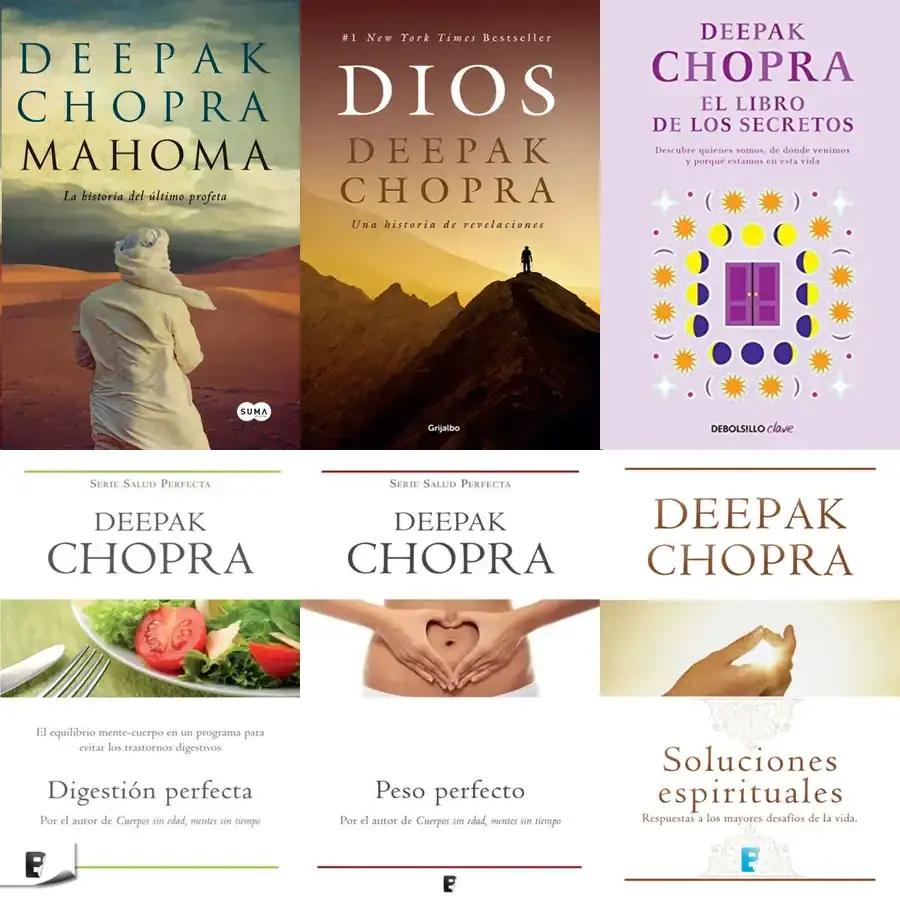 DEEPAK
CHOPRA
MAHOMA
La historia del último profeta
SUMA
#1 New York Times Bestseller
DIOS
DEEPAK
CHOPRA
Una historia de revelaciones
Grijalbo
DEEPAK
CHOPRA
EL LIBRO
DE LOS SECRETOS
Descubre quienes somos, de dónde venimos
y porqué estamos en esta vida
DEBOLS!LLO clave
SERIE SALUD PERFECTA
DEEPAK
CHOPRA
El equilibrio mente-cuerpo en un programa para
evitar los trastornos digestivos
Digestión perfecta
Por el autor de Cuerpos sin edad, mentes sin tiempo
B
SERIE SALUD PERFECTA
DEEPAK
CHOPRA
Peso perfecto
Por el autor de Cuerpos sin edad, mentes sin tiempo
B
DEEPAK
CHOPRA
Soluciones
espirituales
Respuestas a los mayores desafíos de la vida.
B